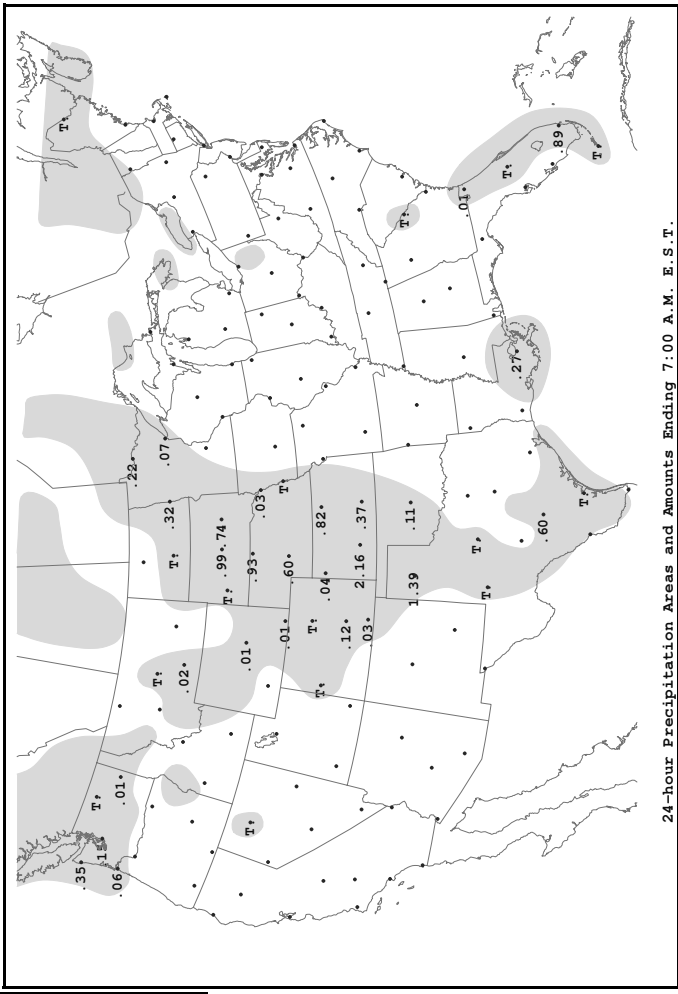 T
.35
T
.06
.01
.22
T
.07
.32
T
.02
.99 .74
T
.01
T
.93
.03
T
.01
.60
T
T
.82
.04
.12
2.16
.37
.03
T
.11
1.39
.01
T
T
T
.27
.60
.89
T
T
24-hour Precipitation Areas and Amounts Ending 7:00 A.M. E.S.T.